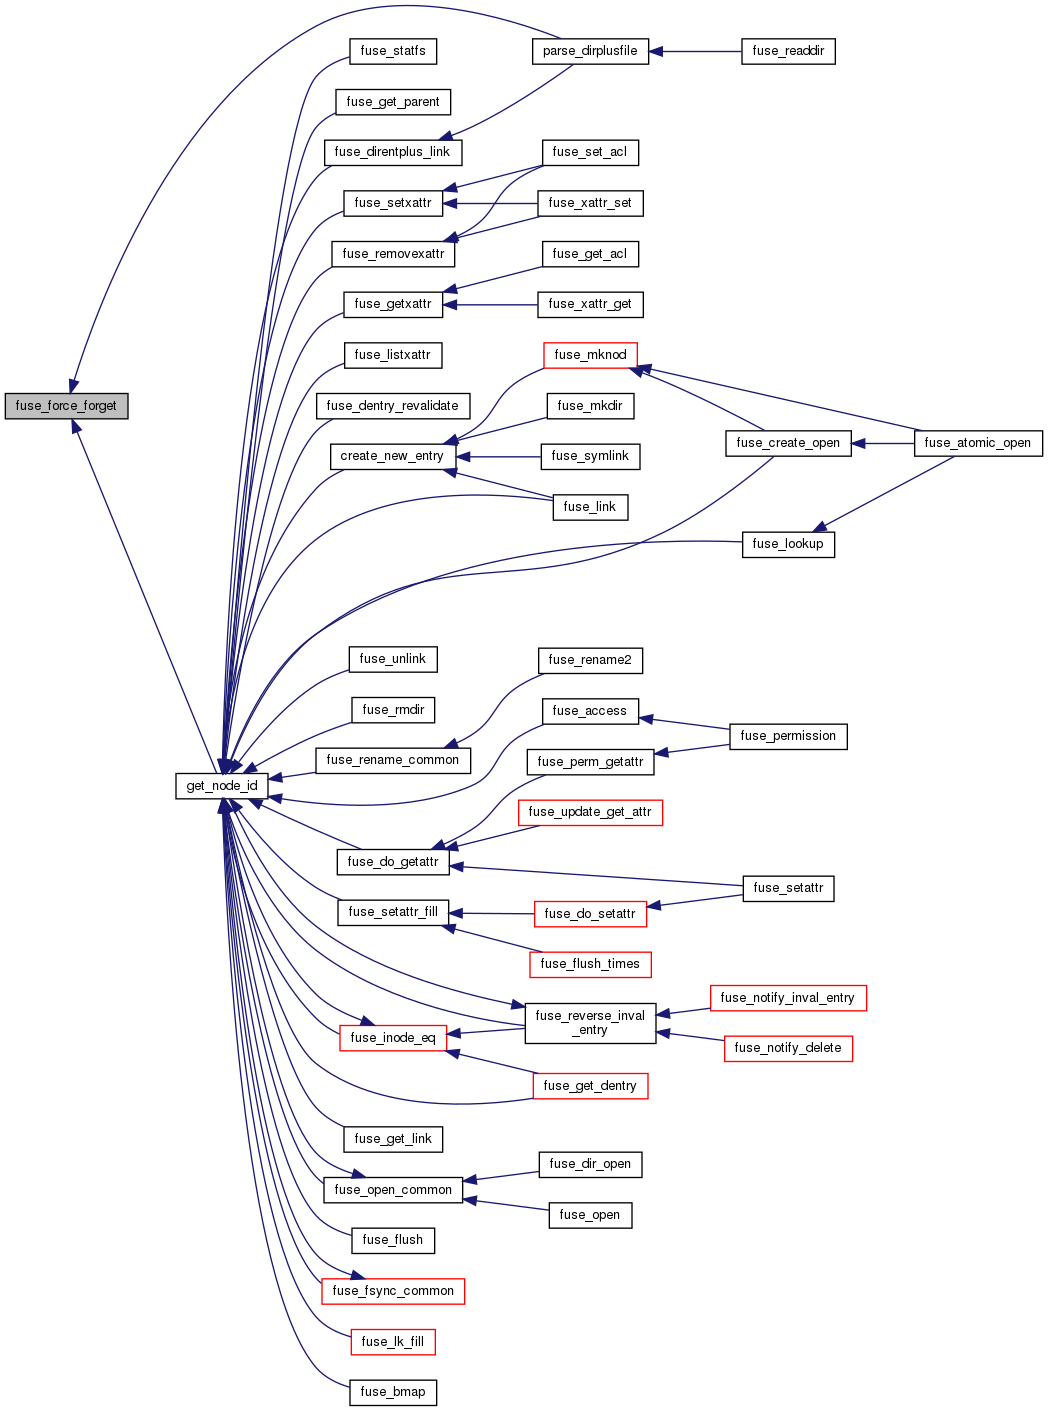 fuse_statfs
parse_dirplusfile
fuse_readdir
fuse_get_parent
fuse_direntplus_link
fuse_set_acl
fuse_setxattr
fuse_xattr_set
fuse_removexattr
fuse_get_acl
fuse_getxattr
fuse_xattr_get
fuse_listxattr
fuse_mknod
fuse_force_forget
fuse_dentry_revalidate
fuse_mkdir
create_new_entry
fuse_symlink
fuse_create_open
fuse_atomic_open
fuse_link
fuse_lookup
fuse_unlink
fuse_rename2
fuse_rmdir
fuse_access
fuse_permission
fuse_rename_common
fuse_perm_getattr
get_node_id
fuse_update_get_attr
fuse_do_getattr
fuse_setattr
fuse_setattr_fill
fuse_do_setattr
fuse_flush_times
fuse_notify_inval_entry
fuse_reverse_inval
_entry
fuse_inode_eq
fuse_notify_delete
fuse_get_dentry
fuse_get_link
fuse_dir_open
fuse_open_common
fuse_open
fuse_flush
fuse_fsync_common
fuse_lk_fill
fuse_bmap